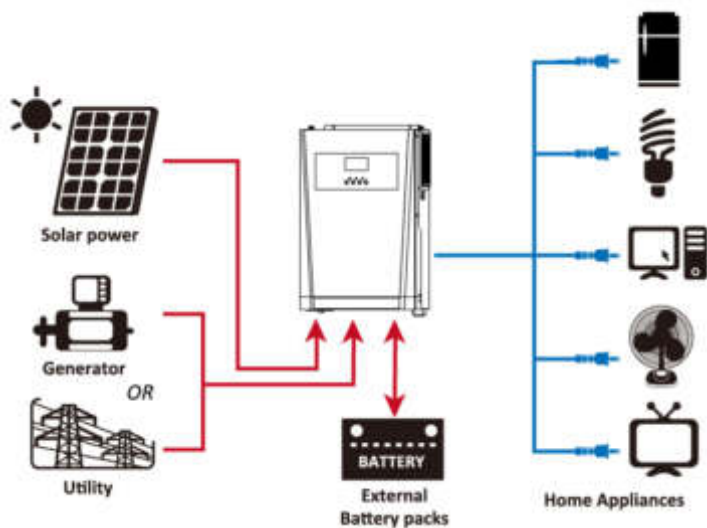 Solar power
Generator
OR
Utility
BATTERY
External
Battery packs
Home Appliances